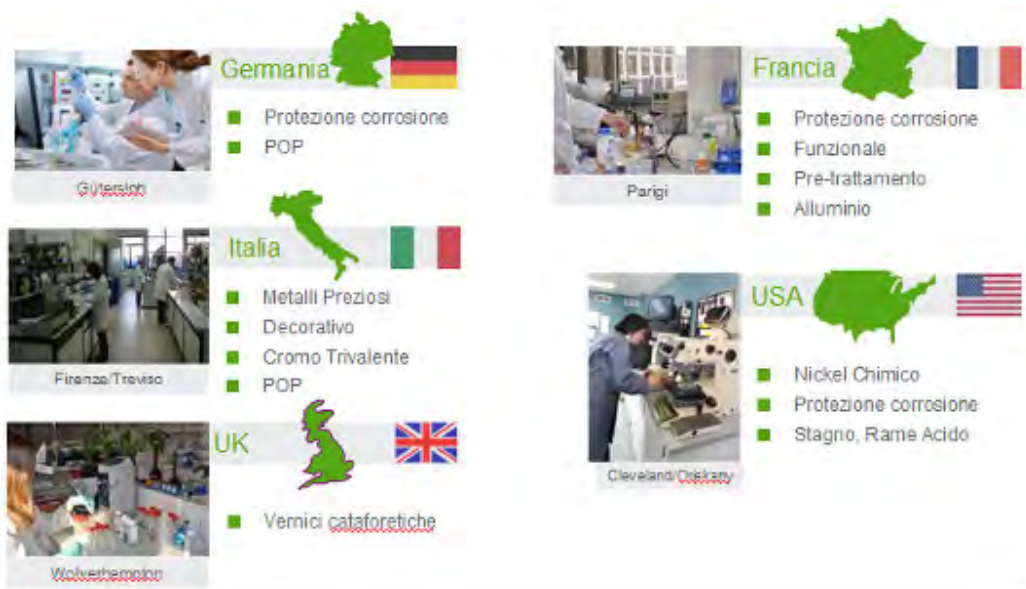 Germania
Protezione corrosione
POP
Gütersloh
Italia
Metalli Preziosi
Decorativo
Cromo Trivalente
POP
Firenze/Treviso
UK
Vernici cataforetiche
Wolverhempton
Francia
Protezione corrosione
Funzionale
Pre-trattamento
Alluminio
Parigi
USA
Nickel Chimico
Protezione corrosione
Stagno, Rame Acido
Cleveland/Oriskany